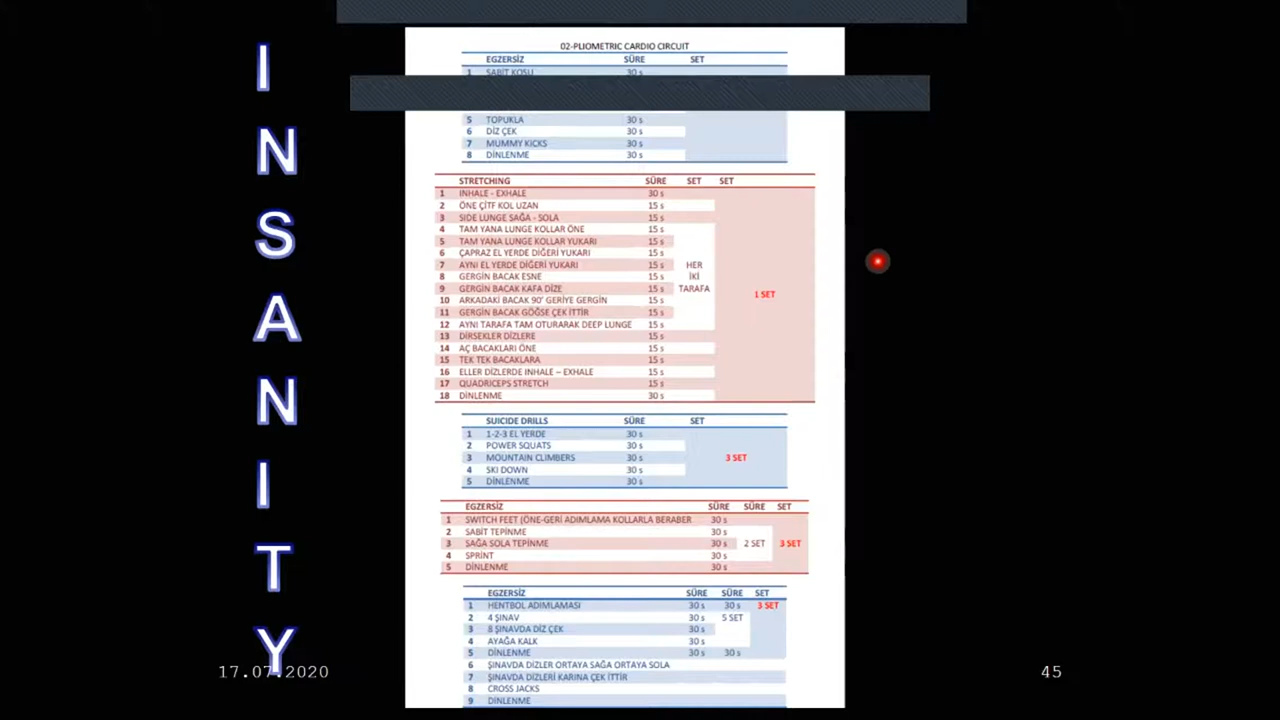 INSANITY
02-PLIOMETRIC CARDIO CIRCUIT
EGZERSİZ SÜRE SET
1 SABİT KOŞU 30 s
5 TOPUKLA 30 s
6 DİZ ÇEK 30 s
7 MUMMY KICKS 30 s
8 DİNLENME 30 s
STRETCHING SÜRE SET SET
1 INHALE - EXHALE 30 s
2 ÖNE ÇİTF KOL UZAN 15 s
3 SIDE LUNGE SAĞA - SOLA 15 s
4 TAM YANA LUNGE KOLLAR ÖNE 15 s
5 TAM YANA LUNGE KOLLAR YUKARI 15 s
6 ÇAPRAZ EL YERDE DİĞERİ YUKARI 15 s
7 AYNI EL YERDE DİĞERİ YUKARI 15 s HER
8 GERGİN BACAK ESNE 15 s İKİ
9 GERGİN BACAK KAFA DİZE 15 s TARAFA
1 SET
10 ARKADAKİ BACAK 90' GERİYE GERGİN 15 s
11 GERGİN BACAK GÖĞSE ÇEK İTTİR 15 s
12 AYNI TARAFA TAM OTURARAK DEEP LUNGE 15 s
13 DİRSEKLER DİZLERE 15 s
14 AÇ BACAKLARI ÖNE 15 s
15 TEK TEK BACAKLARA 15 s
16 ELLER DİZLERDE INHALE – EXHALE 15 s
17 QUADRICEPS STRETCH 15 s
18 DİNLENME 30 s
SUICIDE DRILLS SÜRE SET
1 1-2-3 EL YERDE 30 s
2 POWER SQUATS 30 s
3 MOUNTAIN CLIMBERS 30 s 3 SET
4 SKI DOWN 30 s
5 DİNLENME 30 s
EGZERSİZ SÜRE SÜRE SET
1 SWITCH FEET (ÖNE-GERİ ADIMLAMA KOLLARLA BERABER 30 s
2 SABİT TEPİNME 30 s
3 SAĞA SOLA TEPİNME 30 s 2 SET 3 SET
4 SPRİNT 30 s
5 DİNLENME 30 s
EGZERSİZ SÜRE SÜRE SET
1 HENTBOL ADIMLAMASI 30 s 30 s 3 SET
2 4 ŞINAV 30 s 5 SET
3 8 ŞINAVDA DİZ ÇEK 30 s
4 AYAĞA KALK 30 s
5 DİNLENME 30 s 30 s
6 ŞINAVDA DİZLER ORTAYA SAĞA ORTAYA SOLA
7 ŞINAVDA DİZLERİ KARINA ÇEK İTTİR
8 CROSS JACKS
9 DİNLENME
17.07.2020
45